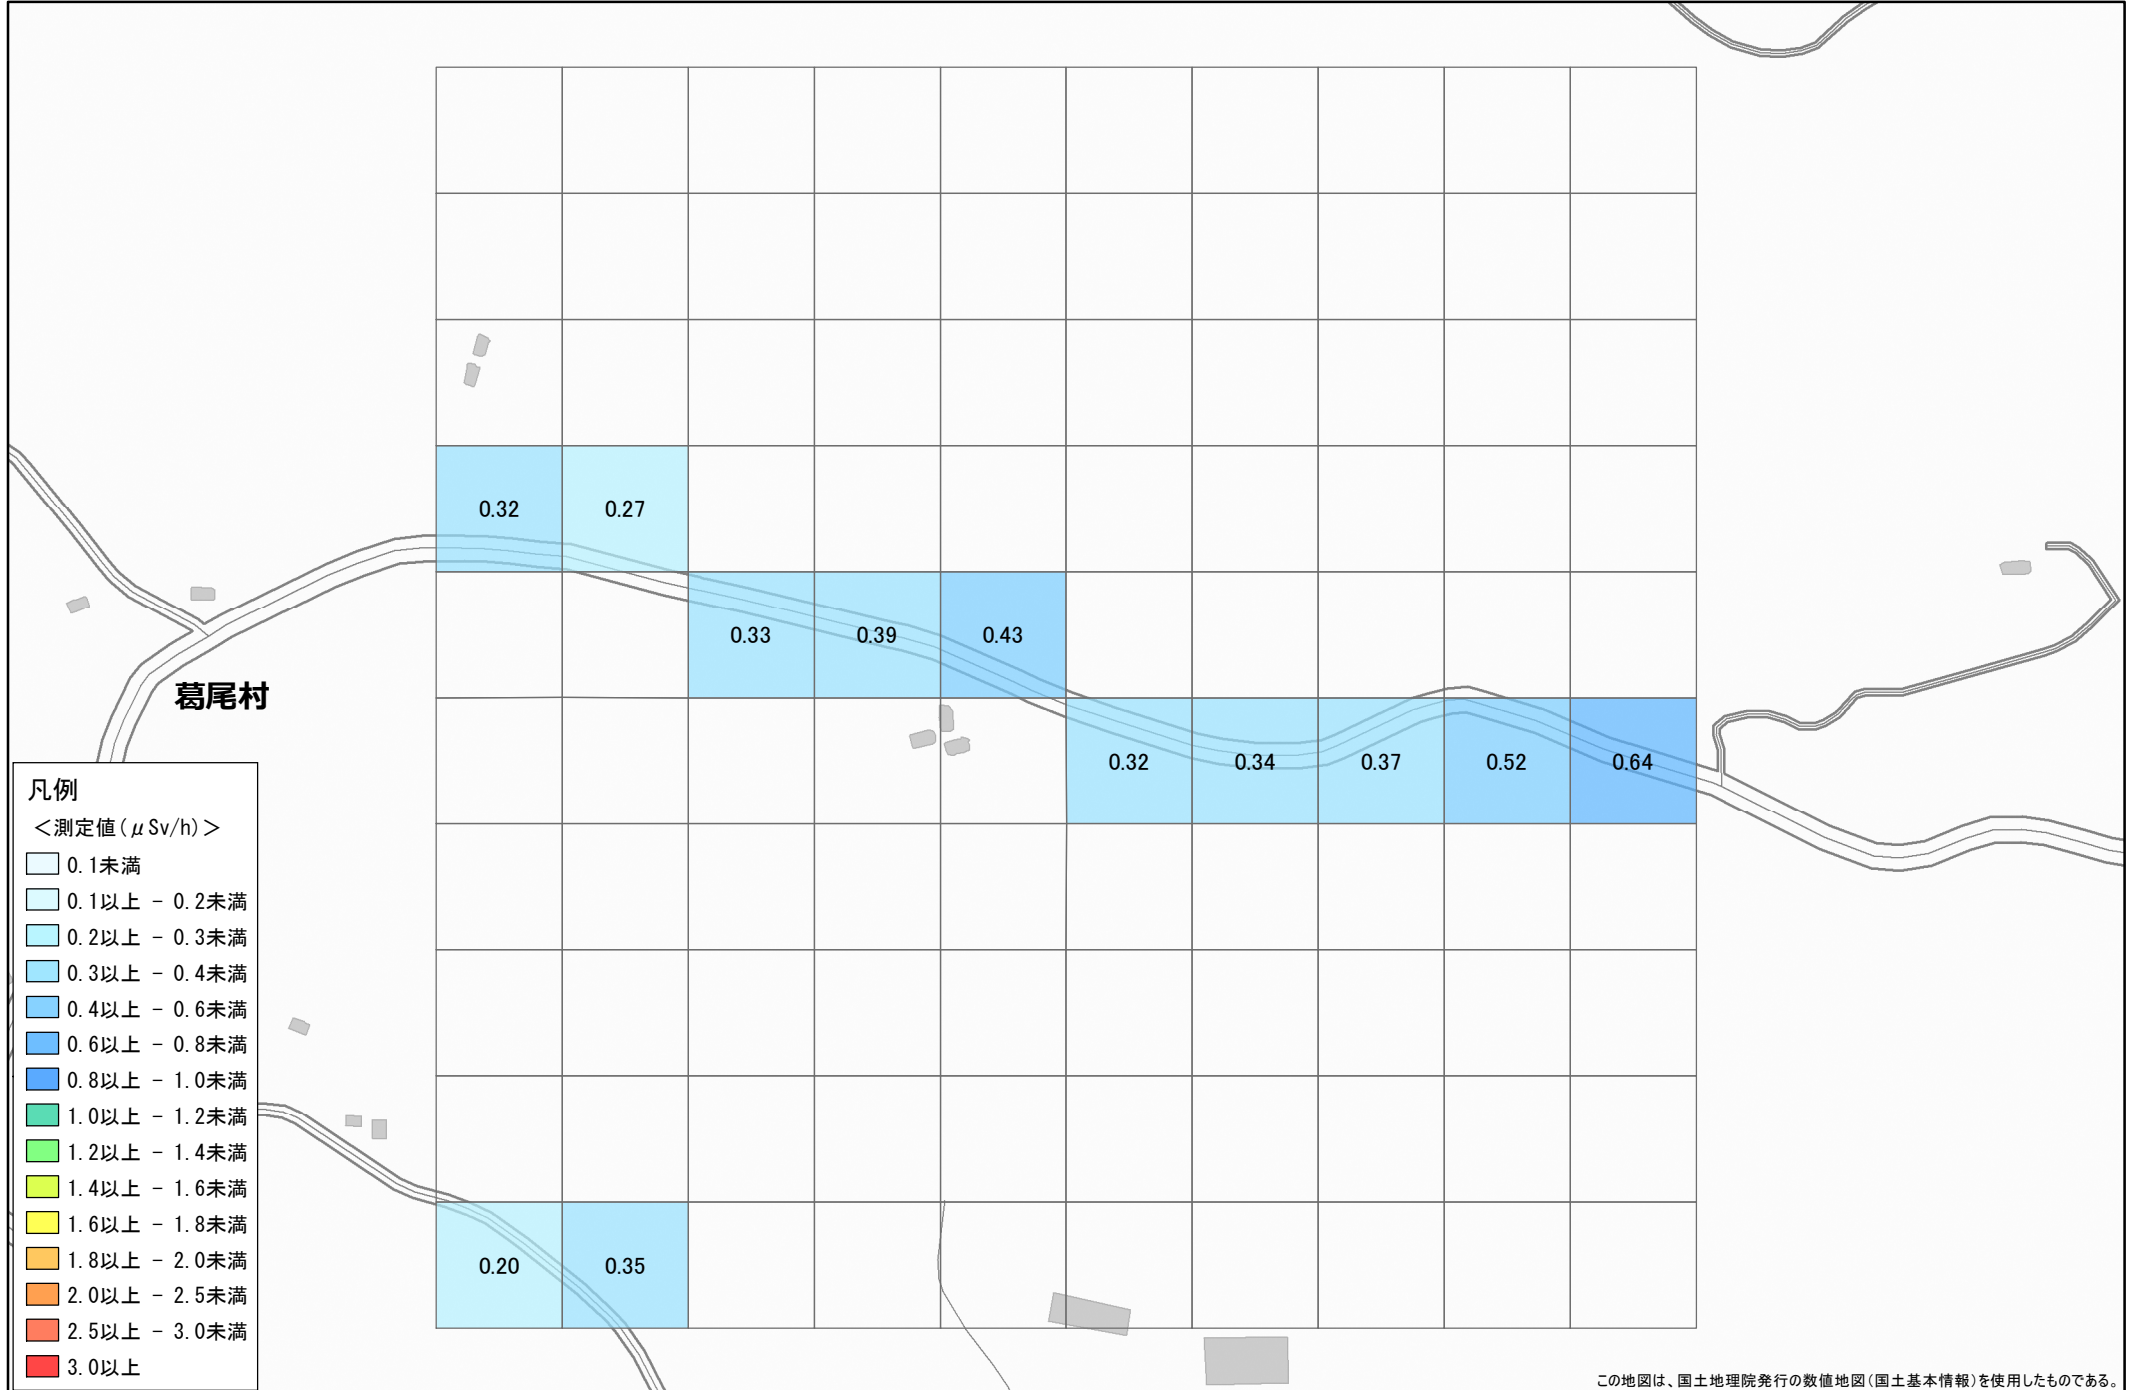 0.32 0.27
0.33 0.39 0.43
葛尾村
0.32 0.34 0.37 0.52 0.64
凡例
＜測定値(μSv/h)＞
0.1未満
0.1以上 - 0.2未満
0.2以上 - 0.3未満
0.3以上 - 0.4未満
0.4以上 - 0.6未満
0.6以上 - 0.8未満
0.8以上 - 1.0未満
1.0以上 - 1.2未満
1.2以上 - 1.4未満
1.4以上 - 1.6未満
1.6以上 - 1.8未満
1.8以上 - 2.0未満
2.0以上 - 2.5未満
2.5以上 - 3.0未満
3.0以上
0.20 0.35
この地図は、国土地理院発行の数値地図(国土基本情報)を使用したものである。